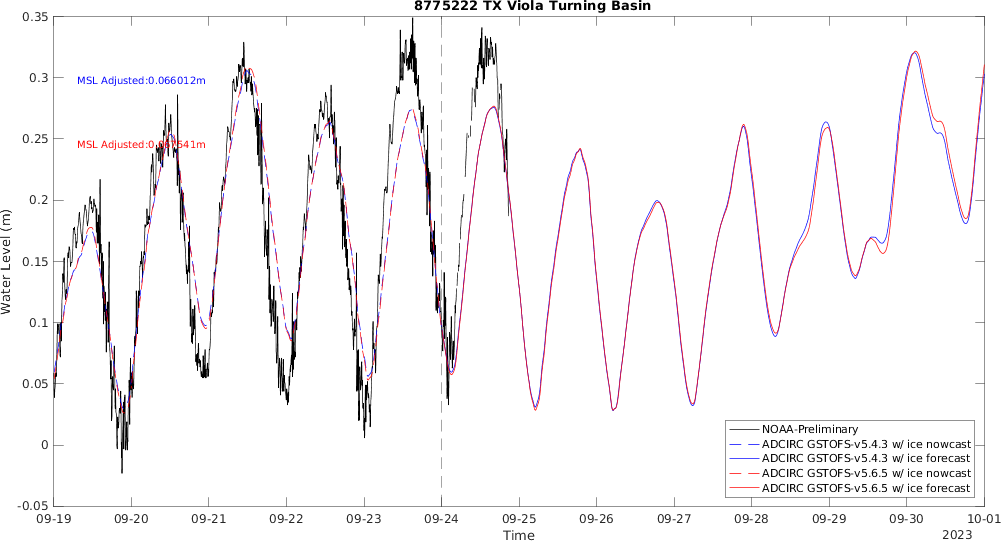 8775222 TX Viola Turning Basin
Water Level (m)
0.35
0.3
0.25
0.2
0.15
0.1
0.05
0
-0.05
MSL Adjusted:0.066012m
MSL Adjusted:0.067641m
NOAA-Preliminary
ADCIRC GSTOFS-v5.4.3 w/ ice nowcast
ADCIRC GSTOFS-v5.4.3 w/ ice forecast
ADCIRC GSTOFS-v5.6.5 w/ ice nowcast
ADCIRC GSTOFS-v5.6.5 w/ ice forecast
09-19 09-20 09-21 09-22 09-23 09-24 09-25 09-26 09-27 09-28 09-29 09-30 10-01
Time
2023